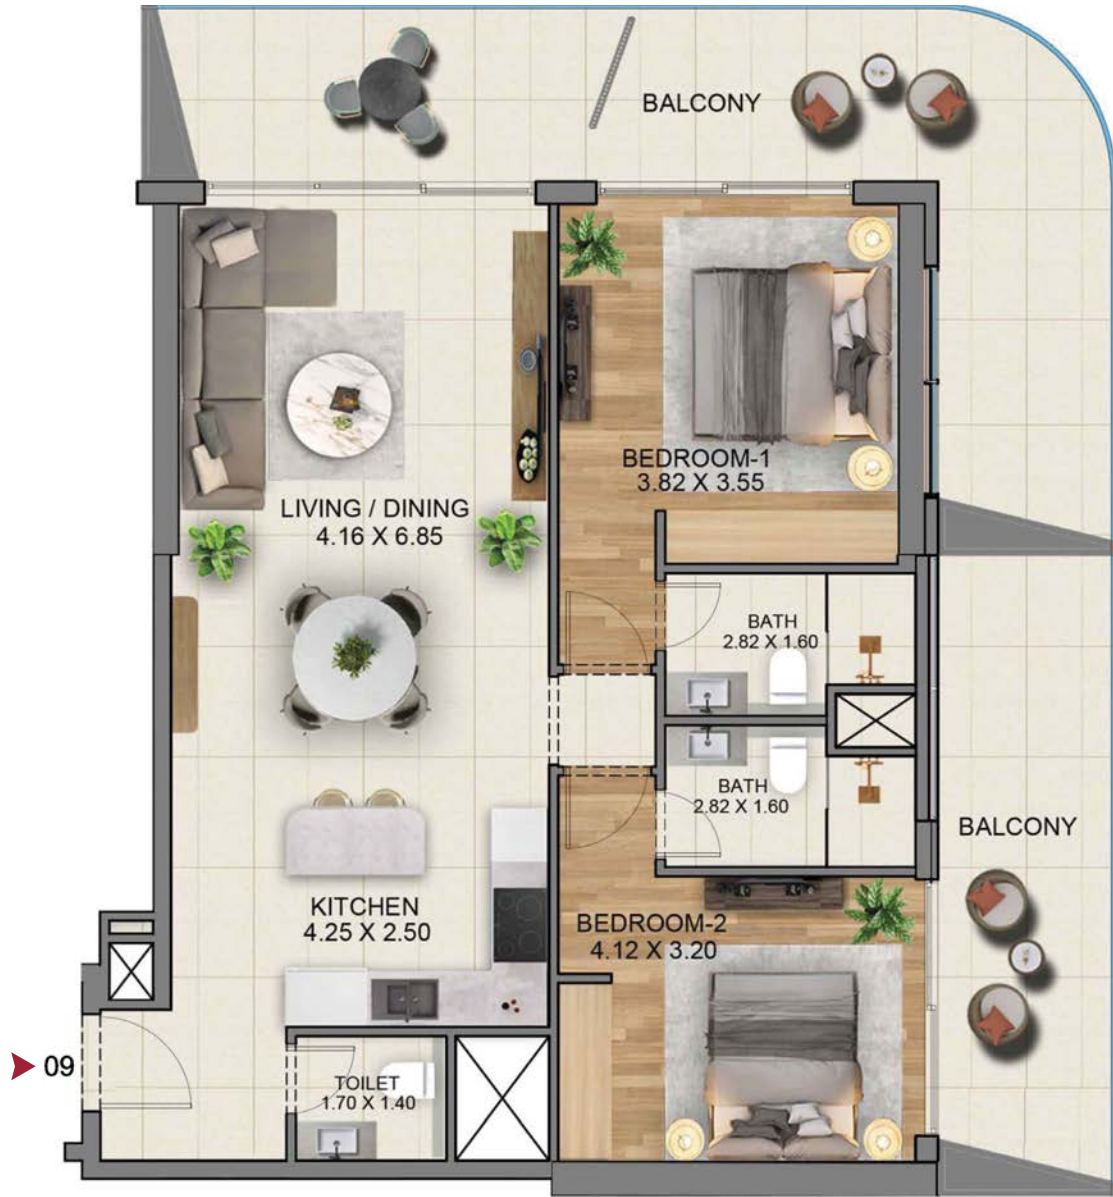 BALCONY
BEDROOM-1
3.82 X 3.55
LIVING / DINING
4.16 X 6.85
BATH
2.82 X 1.60
BATH
2.82 X 1.60
BALCONY
KITCHEN
4.25 X 2.50
BEDROOM-2
4.12 X 3.20
09
TOILET
1.70 X 1.40